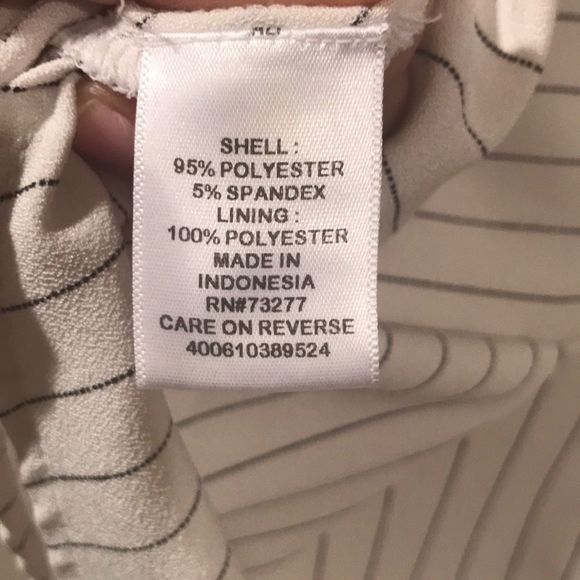 SHELL :
95% POLYESTER
5% SPANDEX
LINING :
100% POLYESTER
MADE IN
INDONESIA
RN#73277
CARE ON REVERSE
400610389524